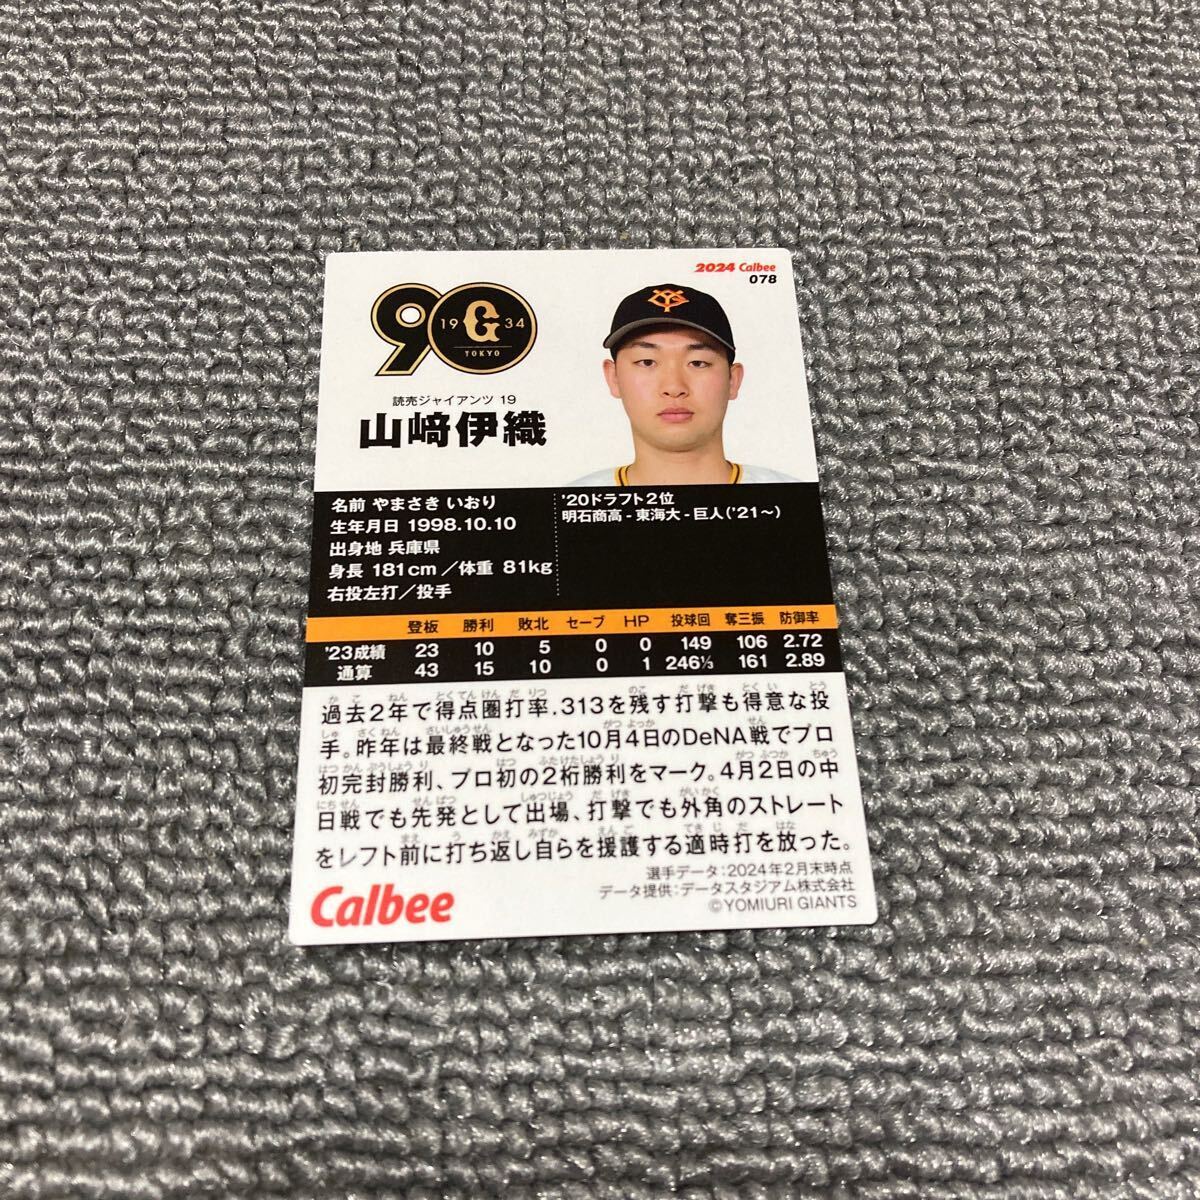 2024 Calbee
078
90
19 G 34
TOKYO
読売ジャイアンツ 19
山﨑伊織
名前 やまさき いおり
生年月日 1998.10.10
出身地 兵庫県
身長 181cm／体重 81kg
右投左打／投手
'20ドラフト2位
明石商高 - 東海大 - 巨人('21～)
登板 勝利 敗北 セーブ HP 投球回 奪三振 防御率
'23成績 23 10 5 0 0 149 106 2.72
通算 43 15 10 0 1 246⅓ 161 2.89
過去2年で得点圏打率.313を残す打撃も得意な投
手。昨年は最終戦となった10月4日のDeNA戦でプロ
初完封勝利、プロ初の2桁勝利をマーク。4月2日の中
日戦でも先発として出場、打撃でも外角のストレート
をレフト前に打ち返し自らを援護する適時打を放った。
選手データ：2024年2月末時点
データ提供：データスタジアム株式会社
©YOMIURI GIANTS
Calbee